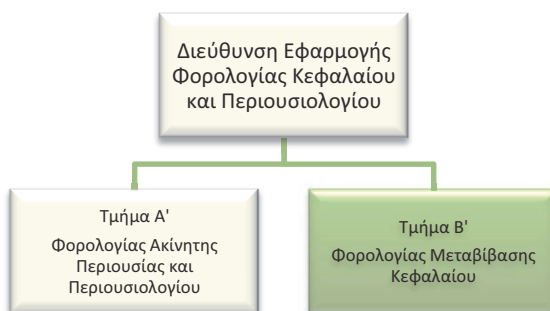 Διεύθυνση Εφαρμογής
Φορολογίας Κεφαλαίου
και Περιουσιολογίου
Τμήμα Α'
Φορολογίας Ακίνητης
Περιουσίας και
Περιουσιολογίου
Τμήμα Β'
Φορολογίας Μεταβίβασης
Κεφαλαίου